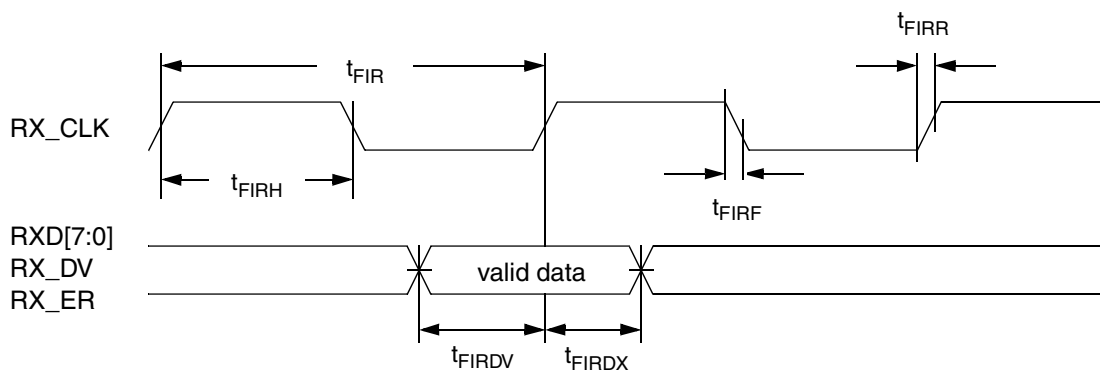 tFIRR
tFIR
RX_CLK
tFIRH
tFIRF
RXD[7:0]
RX_DV
valid data
RX_ER
tFIRDV
tFIRDX